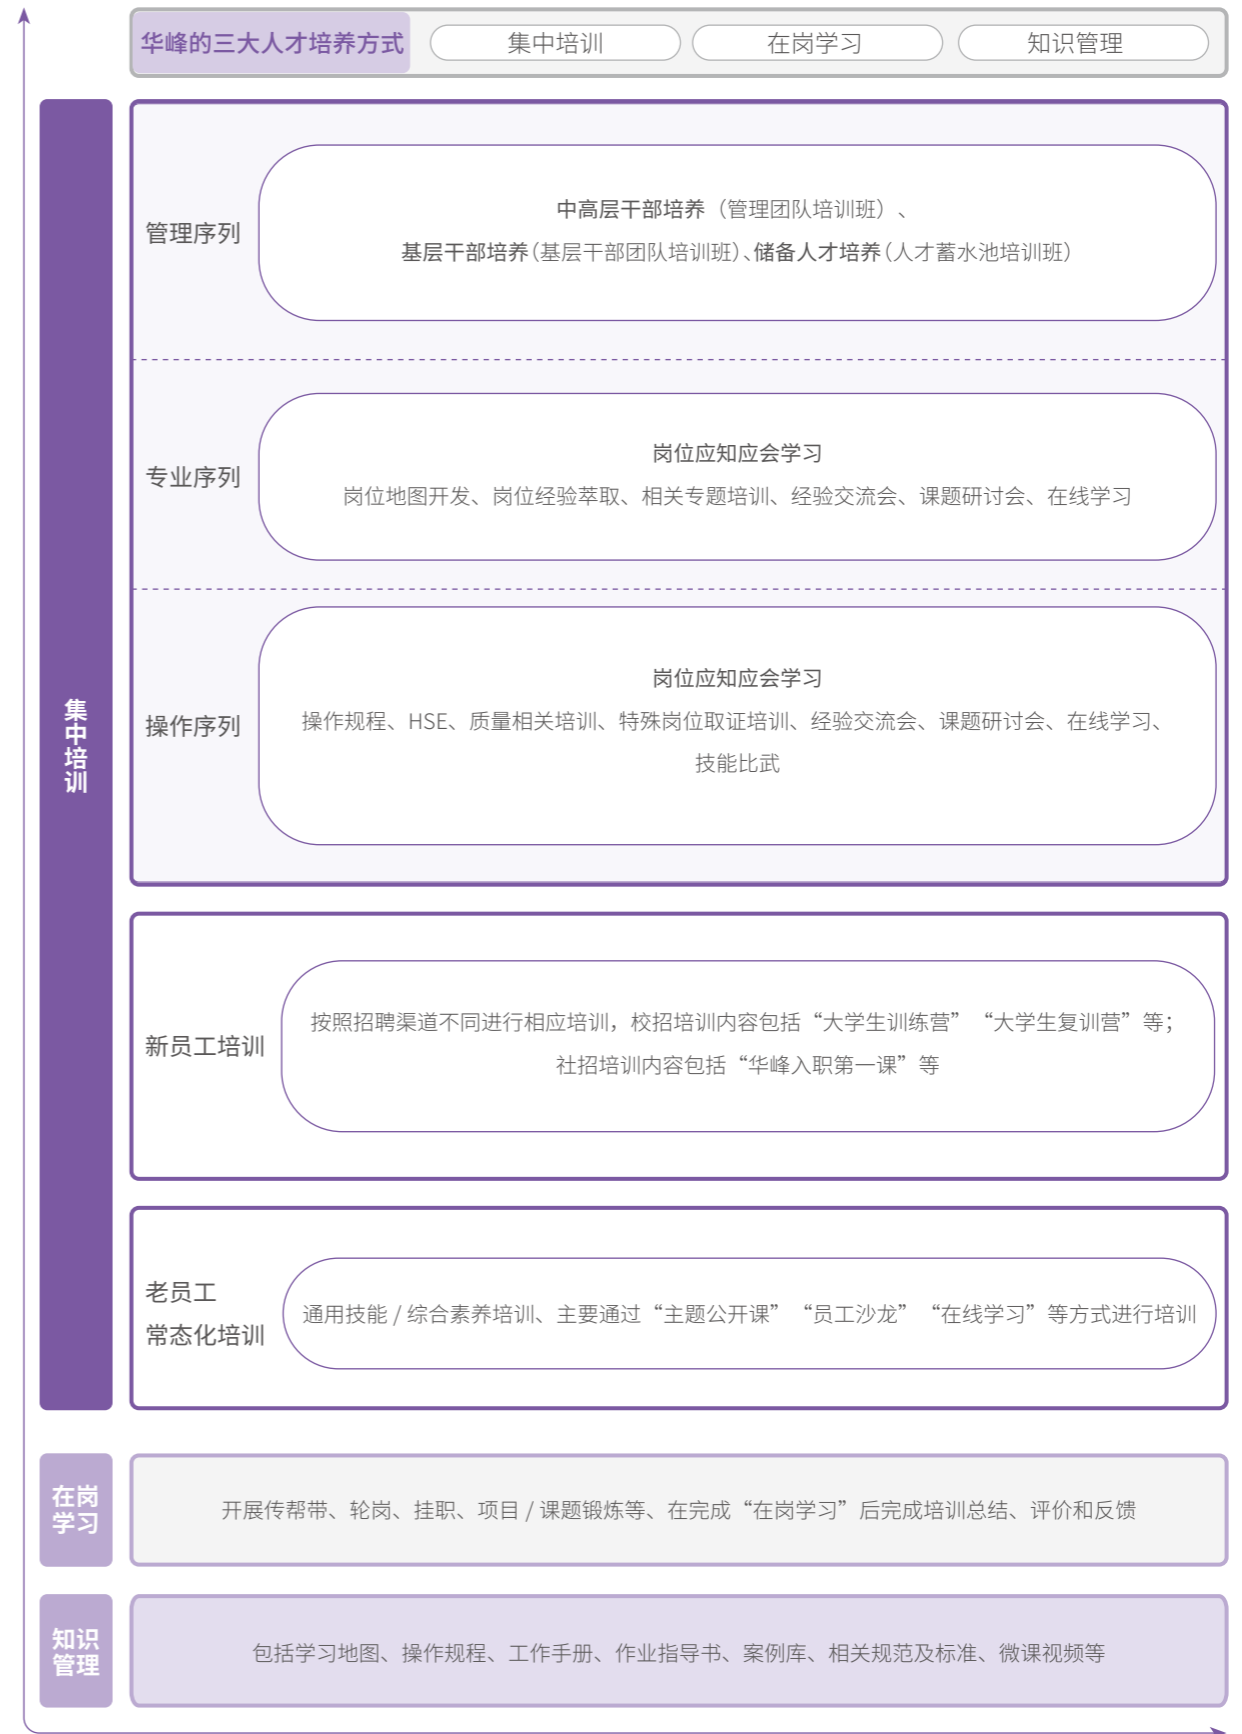 华峰的三大人才培养方式
集中培训
在岗学习
知识管理
集中培训
管理序列
中高层干部培养（管理团队培训班）、
基层干部培养（基层干部团队培训班）、储备人才培养（人才蓄水池培训班）
专业序列
岗位应知应会学习
岗位地图开发、岗位经验萃取、相关专题培训、经验交流会、课题研讨会、在线学习
操作序列
岗位应知应会学习
操作规程、HSE、质量相关培训、特殊岗位取证培训、经验交流会、课题研讨会、在线学习、
技能比武
新员工培训
按照招聘渠道不同进行相应培训，校招培训内容包括“大学生训练营”“大学生复训营”等；
社招培训内容包括“华峰入职第一课”等
老员工
常态化培训
通用技能 / 综合素养培训、主要通过“主题公开课”“员工沙龙”“在线学习”等方式进行培训
在岗
学习
开展传帮带、轮岗、挂职、项目 / 课题锻炼等、在完成“在岗学习”后完成培训总结、评价和反馈
知识
管理
包括学习地图、操作规程、工作手册、作业指导书、案例库、相关规范及标准、微课视频等